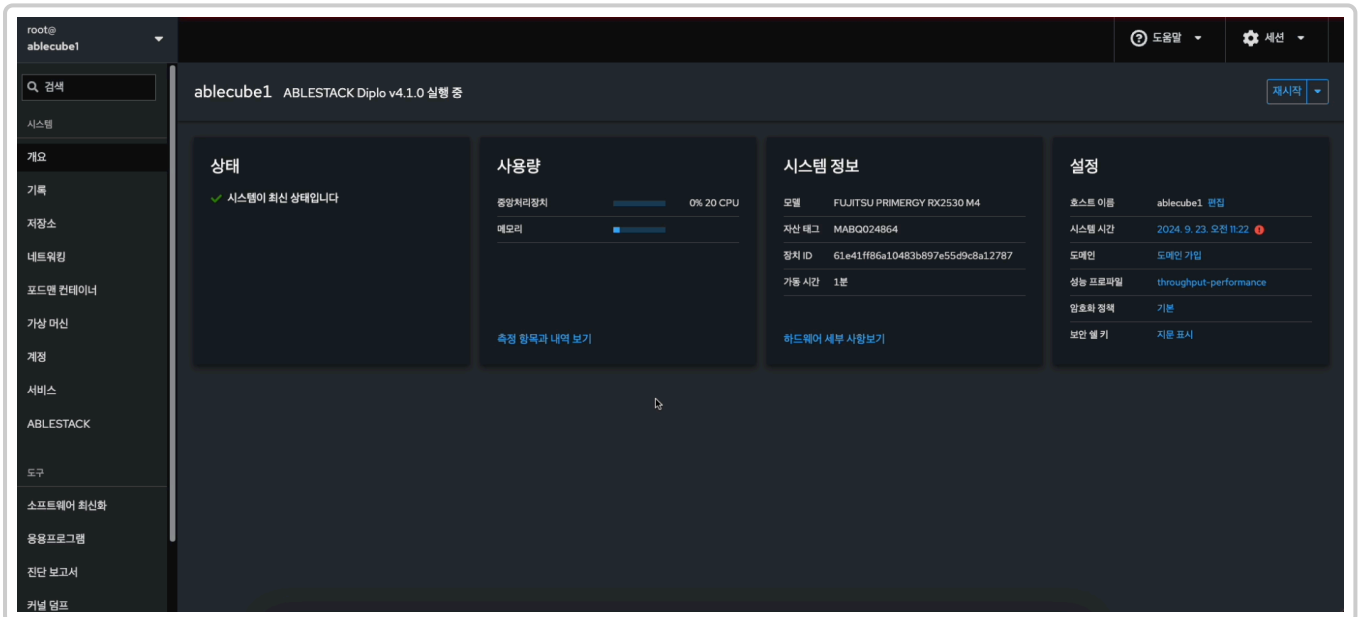 root@
ablecube1
도움말
세션
검색
ablecube1 ABLESTACK Diplo v4.1.0 실행 중
재시작
시스템
개요
기록
저장소
네트워킹
포드맨 컨테이너
가상 머신
계정
서비스
ABLESTACK
도구
소프트웨어 최신화
응용프로그램
진단 보고서
커널 덤프
상태
시스템이 최신 상태입니다
사용량
중앙처리장치 0% 20 CPU
메모리
측정 항목과 내역 보기
시스템 정보
모델 FUJITSU PRIMERGY RX2530 M4
자산 태그 MABQ024864
장치 ID 61e41ff86a10483b897e55d9c8a12787
가동 시간 1분
하드웨어 세부 사항보기
설정
호스트 이름 ablecube1 편집
시스템 시간 2024. 9. 23. 오전 11:22
도메인 도메인 가입
성능 프로파일 throughput-performance
암호화 정책 기본
보안 쉘 키 지문 표시